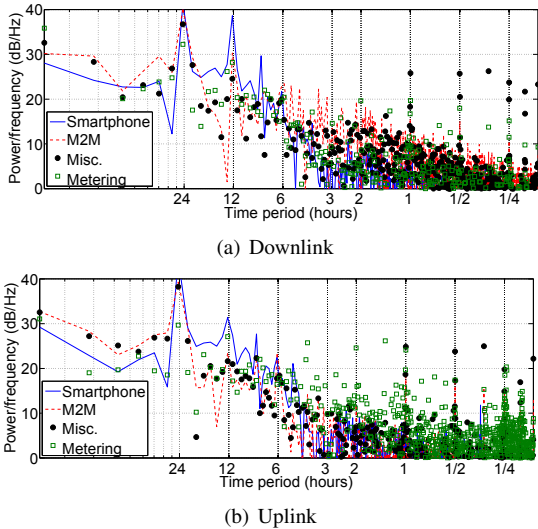 Power/frequency (dB/Hz)
40
30
20
10
0
Smartphone
M2M
Misc.
Metering
24 12 6 3 2 1 1/2 1/4
Time period (hours)
(a) Downlink
Power/frequency (dB/Hz)
40
30
20
10
0
Smartphone
M2M
Misc.
Metering
24 12 6 3 2 1 1/2 1/4
Time period (hours)
(b) Uplink